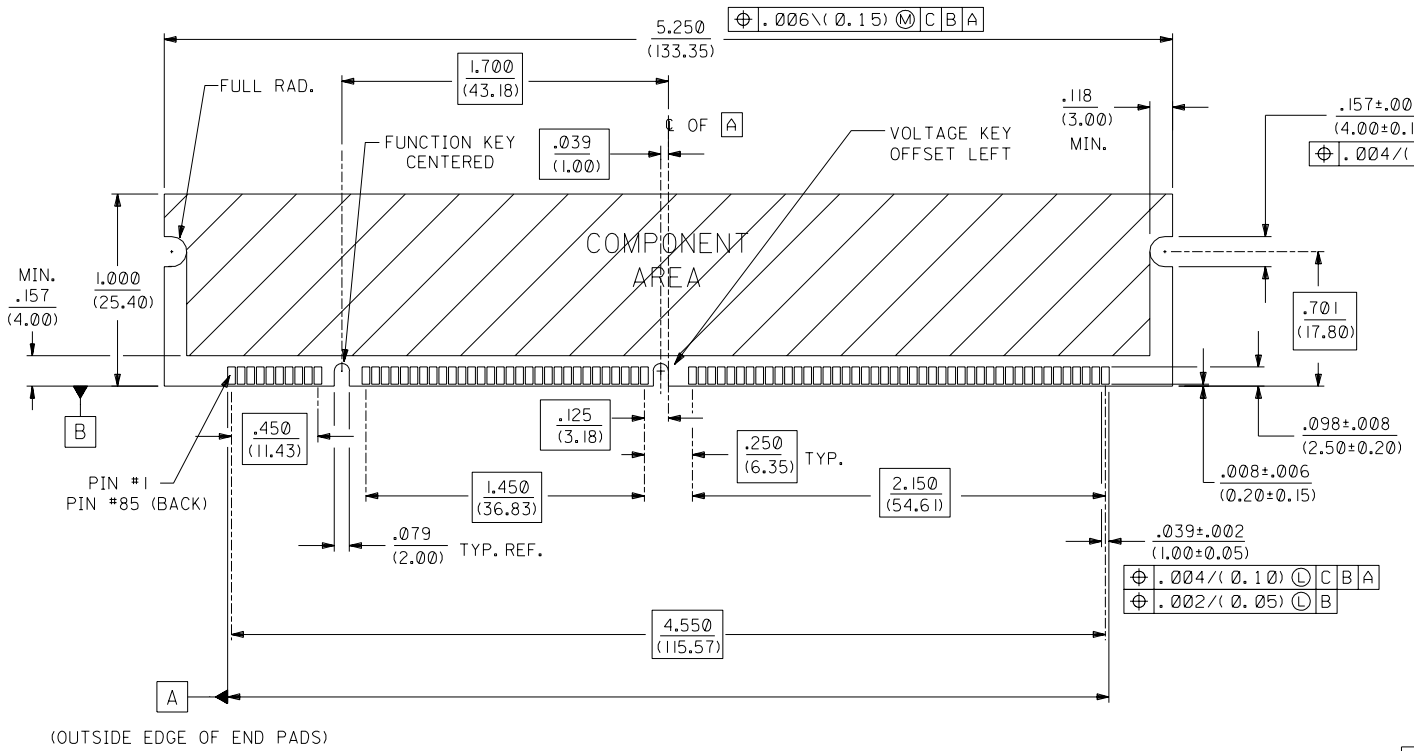 ⌖ .006\(0.15) Ⓜ C B A
5.250
(133.35)
1.700
(43.18)
FULL RAD.
℄ OF A
.118
(3.00)
MIN.
.157±.00
(4.00±0.1
⌖ .004/(
FUNCTION KEY
CENTERED
.039
(1.00)
VOLTAGE KEY
OFFSET LEFT
COMPONENT
AREA
MIN.
.157
(4.00)
1.000
(25.40)
.701
(17.80)
B
.450
(11.43)
.125
(3.18)
.250
(6.35)
TYP.
.098±.008
(2.50±0.20)
.008±.006
(0.20±0.15)
PIN #1
PIN #85 (BACK)
1.450
(36.83)
2.150
(54.61)
.079
(2.00)
TYP. REF.
.039±.002
(1.00±0.05)
⌖ .004/(0.10) Ⓛ C B A
⌖ .002/(0.05) Ⓛ B
4.550
(115.57)
A
(OUTSIDE EDGE OF END PADS)